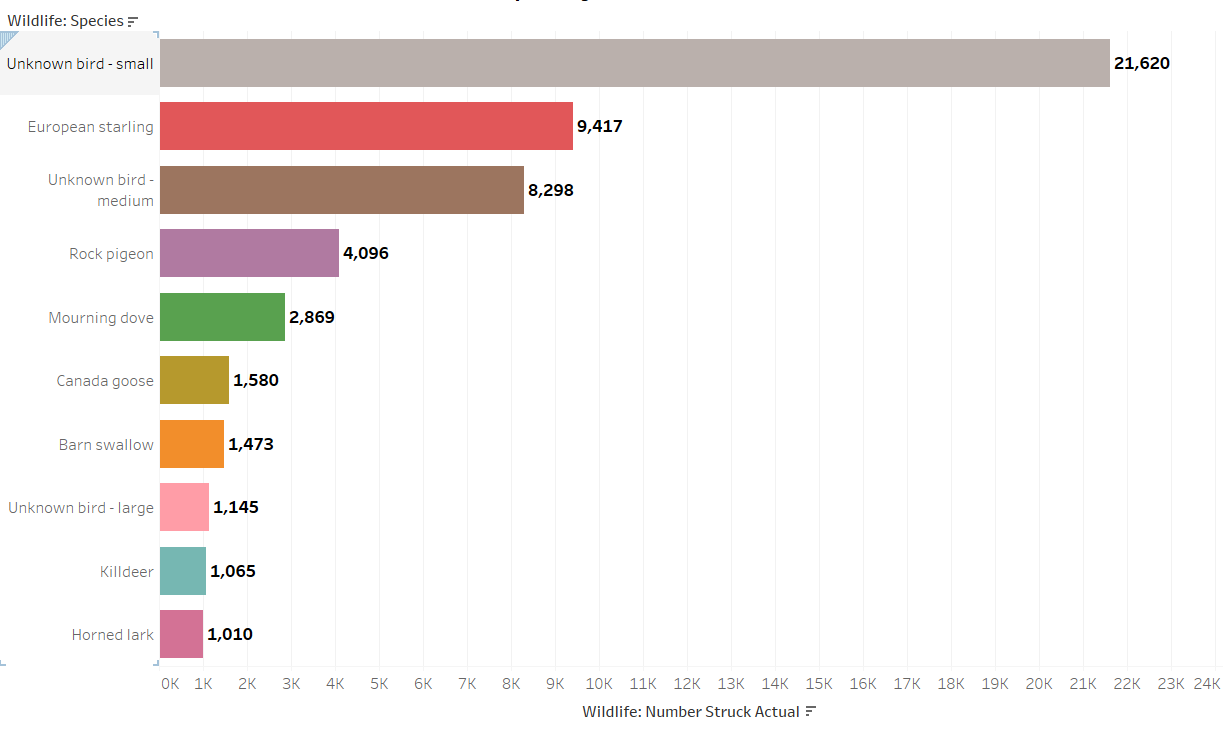 Wildlife: Species
Unknown bird - small
21,620
European starling
9,417
Unknown bird -
medium
8,298
Rock pigeon
4,096
Mourning dove
2,869
Canada goose
1,580
Barn swallow
1,473
Unknown bird - large
1,145
Killdeer
1,065
Horned lark
1,010
0K 1K 2K 3K 4K 5K 6K 7K 8K 9K 10K 11K 12K 13K 14K 15K 16K 17K 18K 19K 20K 21K 22K 23K 24K
Wildlife: Number Struck Actual